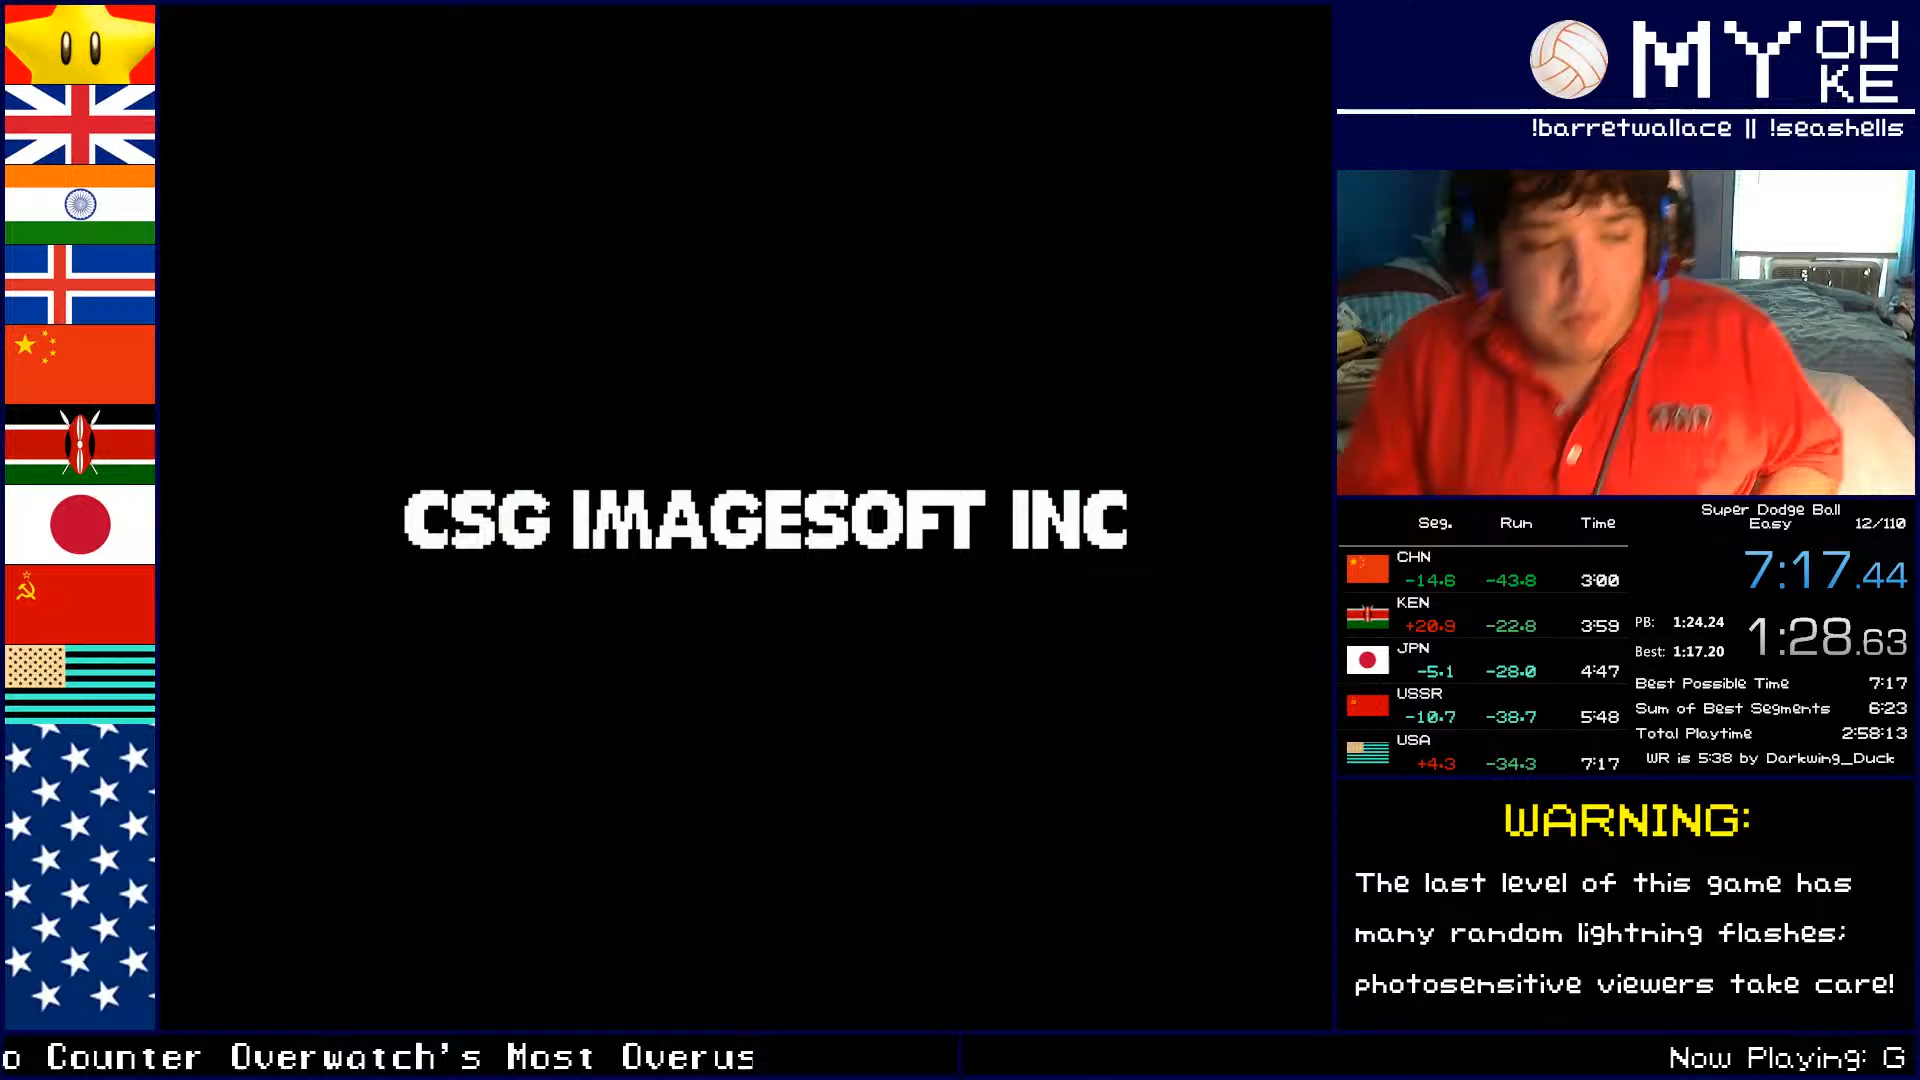 MY OH KE
!barretwallace || !seashells
CSG IMAGESOFT INC
Super Dodge Ball
Easy 12/110
Seg. Run Time
CHN
-14.6 -43.8 3:00
KEN
+20.9 -22.8 3:59
JPN
-5.1 -28.0 4:47
USSR
-10.7 -38.7 5:48
USA
+4.3 -34.3 7:17
7:17.44
PB: 1:24.24
Best: 1:17.20
1:28.63
Best Possible Time 7:17
Sum of Best Segments 6:23
Total Playtime 2:58:13
WR is 5:38 by Darkwing_Duck
WARNING:
The last level of this game has
many random lightning flashes;
photosensitive viewers take care!
o Counter Overwatch's Most Overus
Now Playing: G